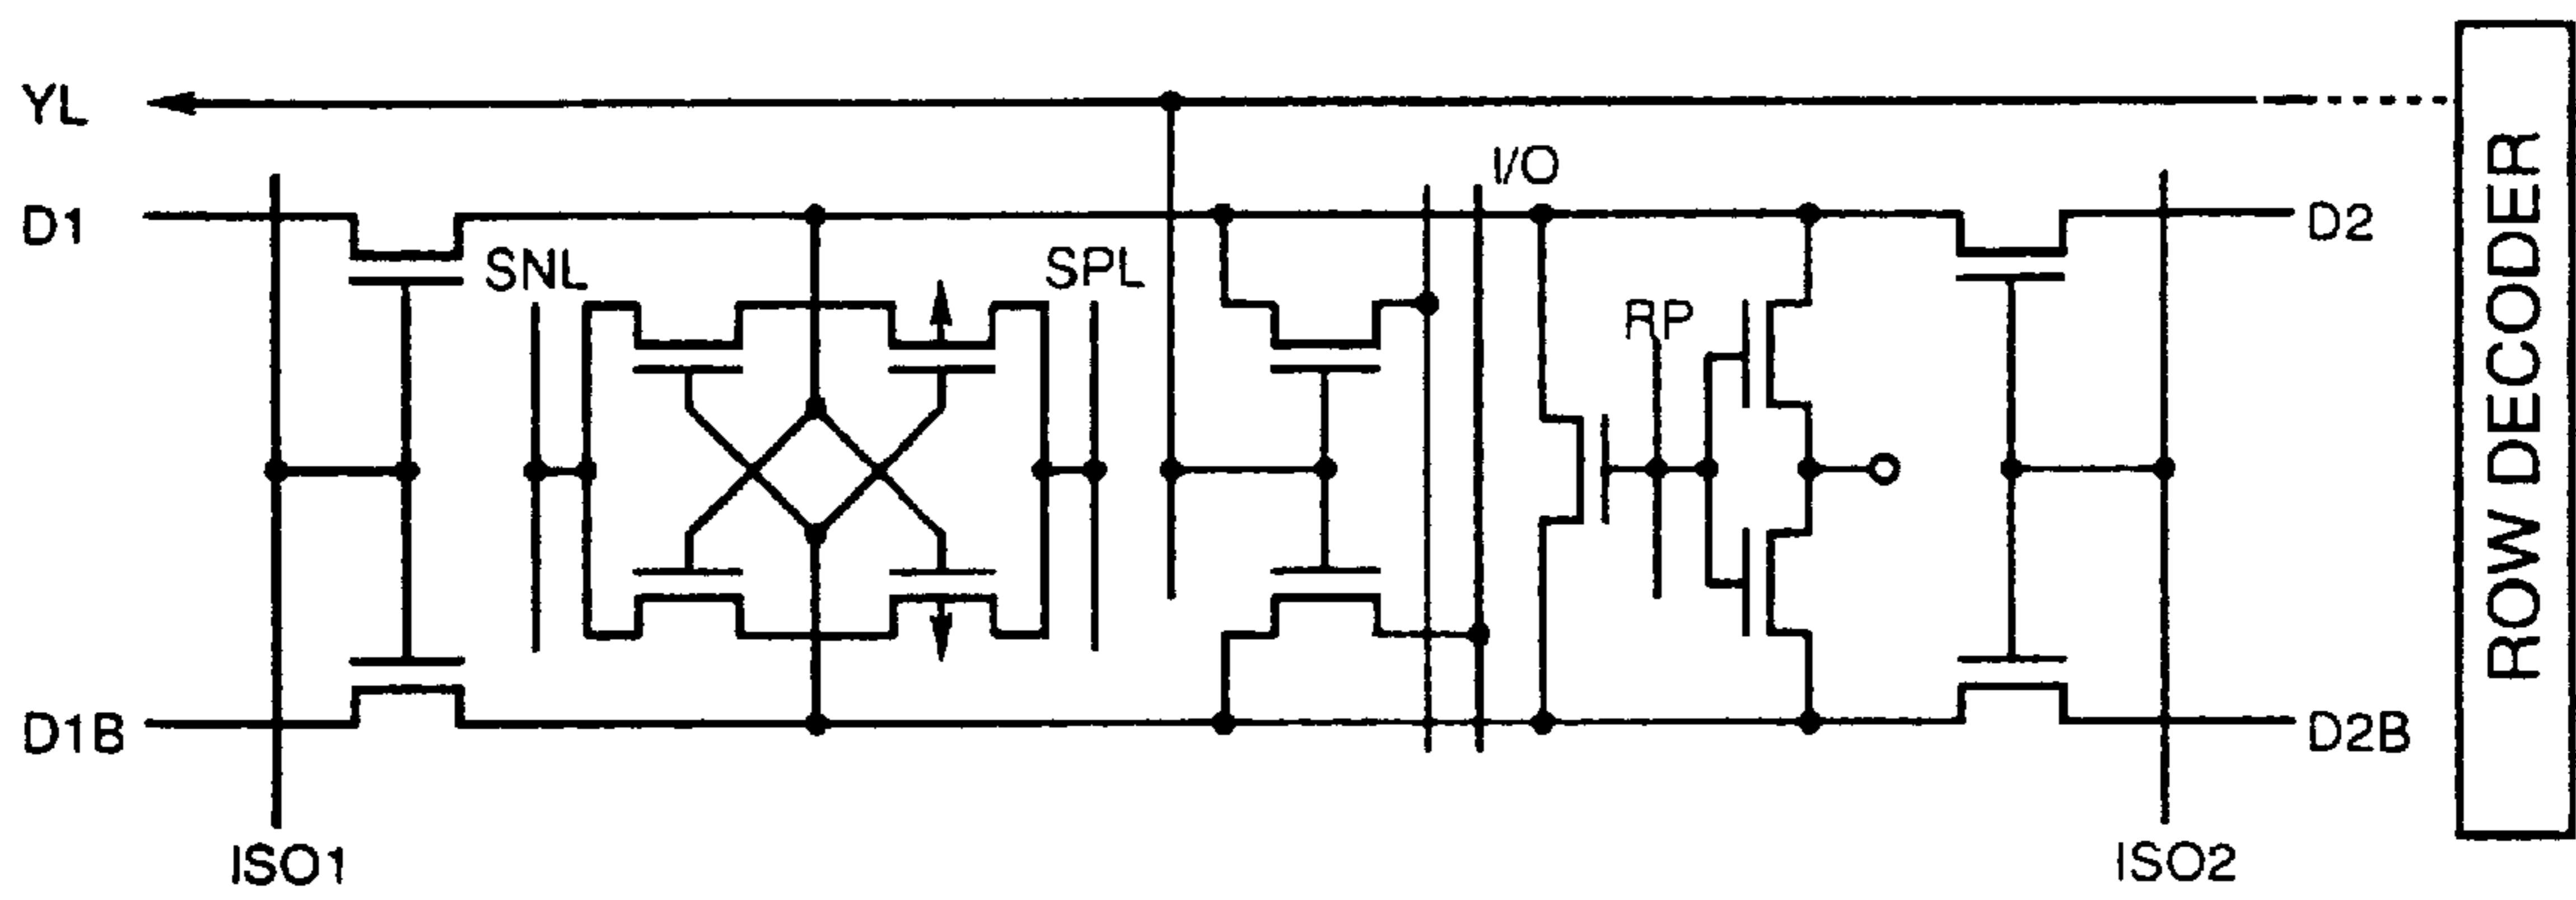 YL
I/O
D1
D2
SNL
SPL
RP
D1B
D2B
ISO1
ISO2
ROW DECODER